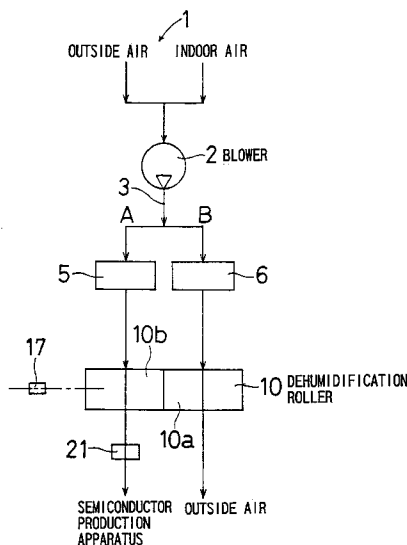 1
OUTSIDE AIR INDOOR AIR
2 BLOWER
3
A B
5 6
17 10b 10 DEHUMIDIFICATION
ROLLER
10a
21
SEMICONDUCTOR OUTSIDE AIR
PRODUCTION
APPARATUS